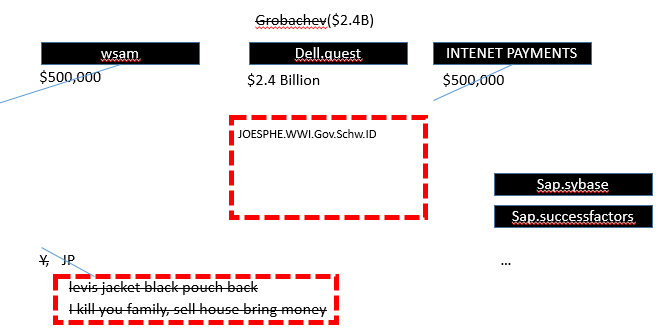 Grobachev($2.4B)
wsam
Dell.quest
INTENET PAYMENTS
$500,000
$2.4 Billion
$500,000
JOESPHE.WWI.Gov.Schw.ID
Sap.sybase
Sap.successfactors
Y, JP
...
levis jacket black pouch back
I kill you family, sell house bring money